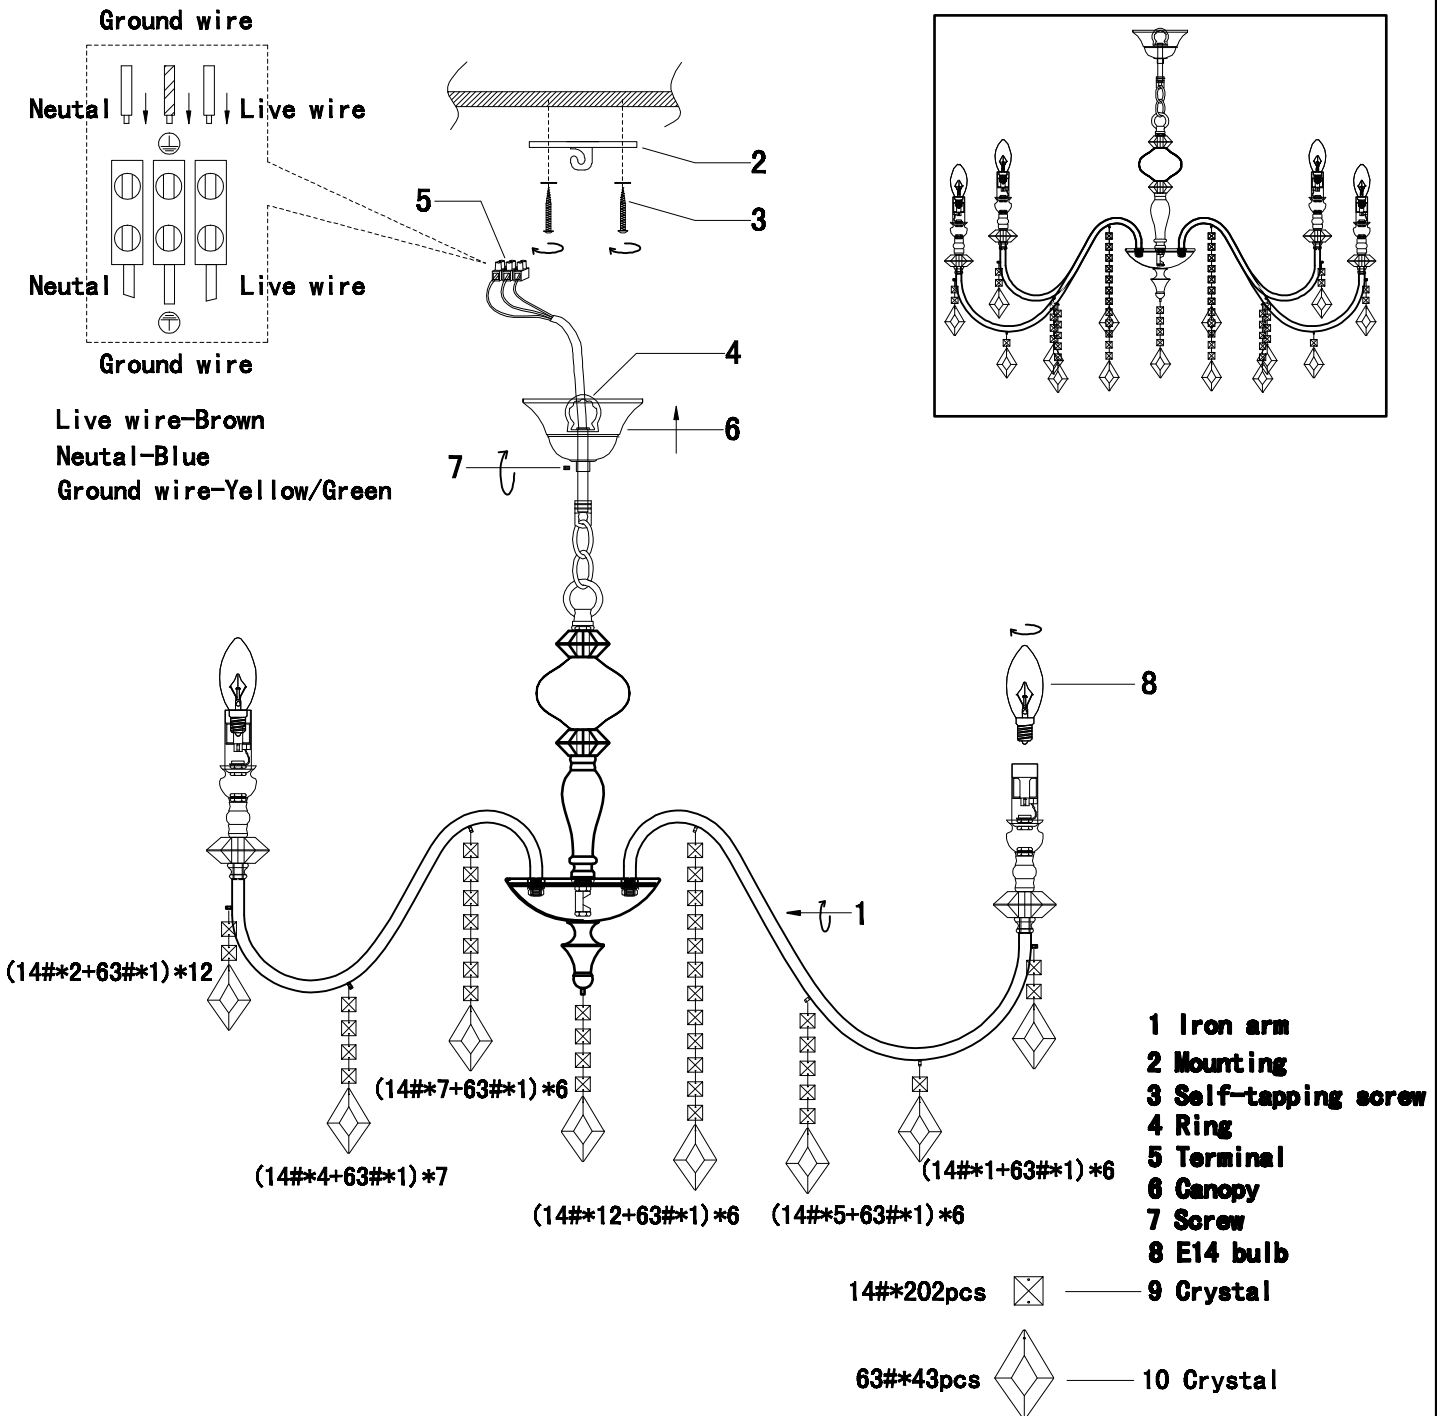 Ground wire
Neutal
Live wire
Neutal
Live wire
Ground wire
Live wire-Brown
Neutal-Blue
Ground wire-Yellow/Green
2
3
5
4
6
7
8
1
(14#*2+63#*1)*12
(14#*7+63#*1)*6
(14#*4+63#*1)*7
(14#*12+63#*1)*6
(14#*5+63#*1)*6
(14#*1+63#*1)*6
1 Iron arm
2 Mounting
3 Self-tapping screw
4 Ring
5 Terminal
6 Canopy
7 Screw
8 E14 bulb
14#*202pcs
9 Crystal
63#*43pcs
10 Crystal